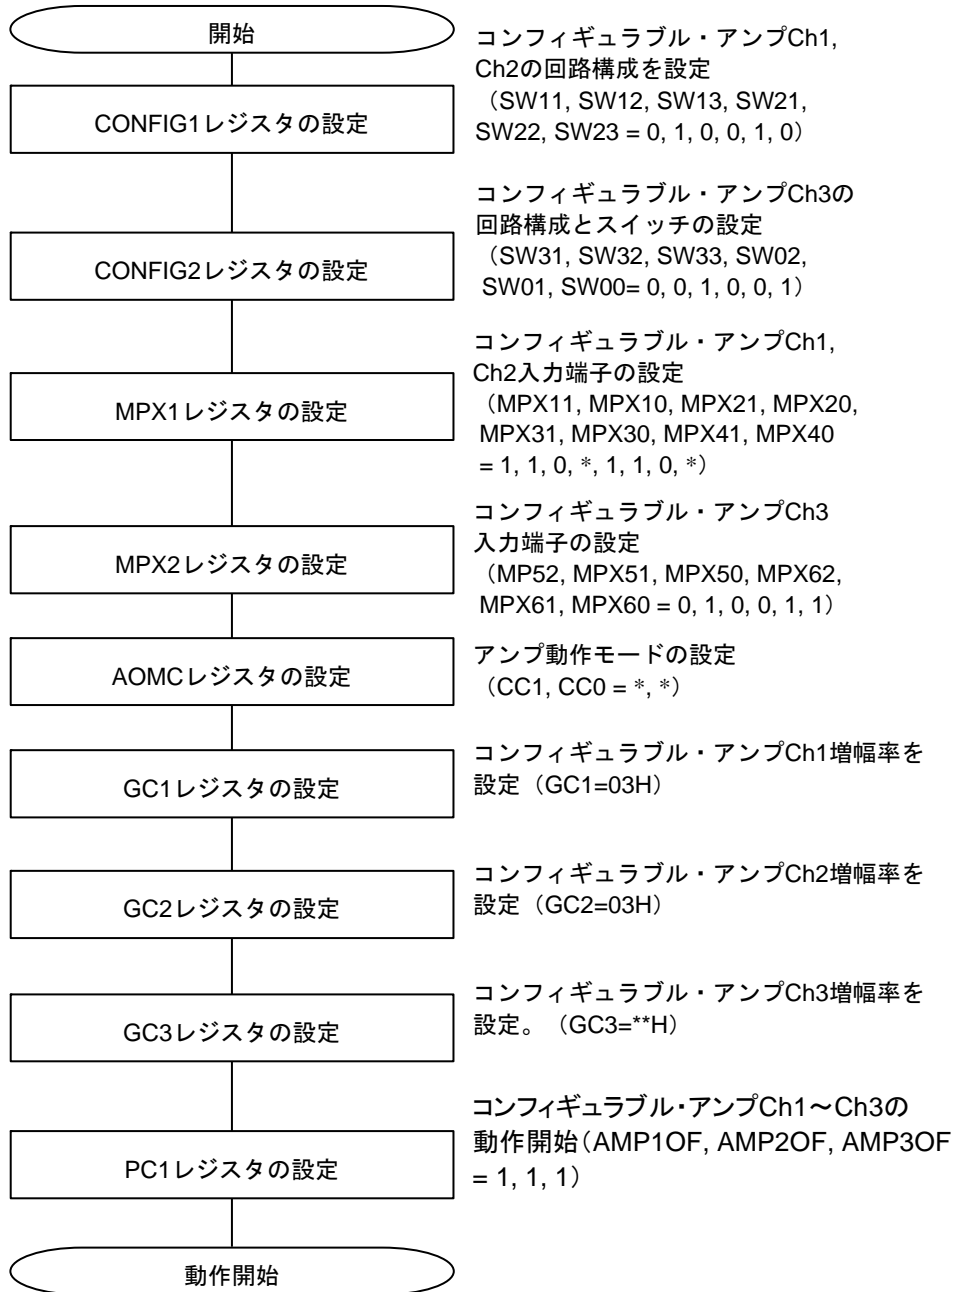 開始
コンフィギュラブル・アンプCh1,
Ch2の回路構成を設定
（SW11, SW12, SW13, SW21,
SW22, SW23 = 0, 1, 0, 0, 1, 0）
CONFIG1レジスタの設定
コンフィギュラブル・アンプCh3の
回路構成とスイッチの設定
（SW31, SW32, SW33, SW02,
SW01, SW00= 0, 0, 1, 0, 0, 1）
CONFIG2レジスタの設定
コンフィギュラブル・アンプCh1,
Ch2入力端子の設定
（MPX11, MPX10, MPX21, MPX20,
MPX31, MPX30, MPX41, MPX40
= 1, 1, 0, *, 1, 1, 0, *）
MPX1レジスタの設定
コンフィギュラブル・アンプCh3
入力端子の設定
（MP52, MPX51, MPX50, MPX62,
MPX61, MPX60 = 0, 1, 0, 0, 1, 1）
MPX2レジスタの設定
アンプ動作モードの設定
（CC1, CC0 = *, *）
AOMCレジスタの設定
コンフィギュラブル・アンプCh1増幅率を
設定（GC1=03H）
GC1レジスタの設定
コンフィギュラブル・アンプCh2増幅率を
設定（GC2=03H）
GC2レジスタの設定
コンフィギュラブル・アンプCh3増幅率を
設定。（GC3=**H）
GC3レジスタの設定
コンフィギュラブル・アンプCh1～Ch3の
動作開始（AMP1OF, AMP2OF, AMP3OF
= 1, 1, 1）
PC1レジスタの設定
動作開始